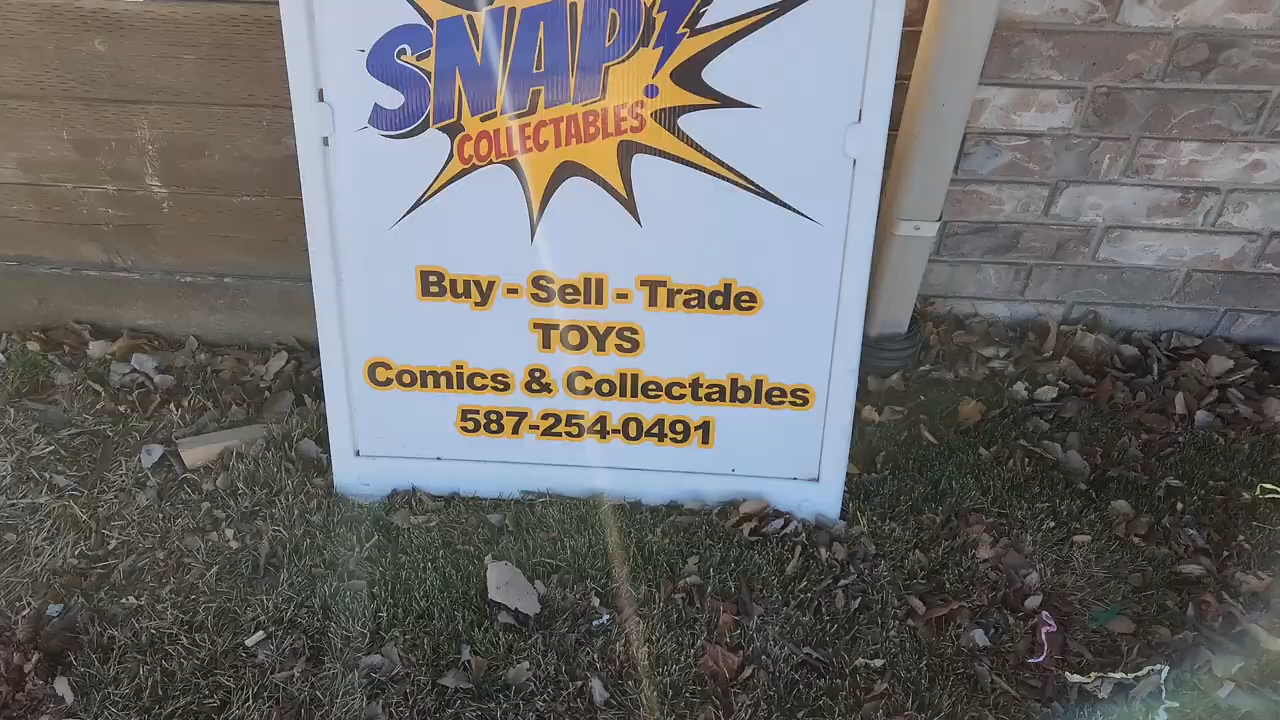 SNAP!
COLLECTABLES
Buy - Sell - Trade
TOYS
Comics & Collectables
587-254-0491